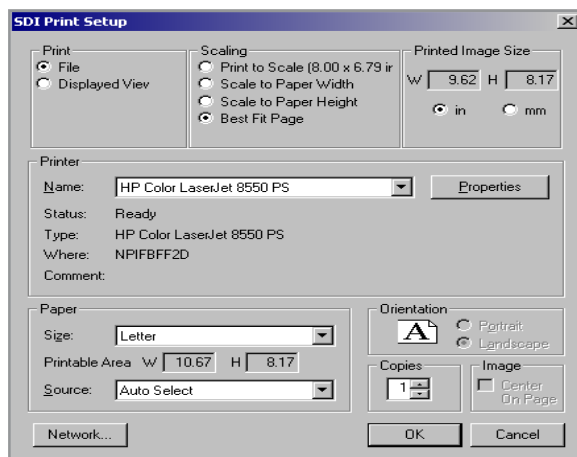 SDI Print Setup
Print
File
Displayed View
Scaling
Print to Scale (8.00 x 6.79 ir
Scale to Paper Width
Scale to Paper Height
Best Fit Page
Printed Image Size
W 9.62 H 8.17
in mm
Printer
Name: HP Color LaserJet 8550 PS Properties
Status: Ready
Type: HP Color LaserJet 8550 PS
Where: NPIFBFF2D
Comment:
Paper
Size: Letter
Printable Area W 10.67 H 8.17
Source: Auto Select
Orientation
A Portrait
Landscape
Copies
1
Image
Center
On Page
Network... OK Cancel